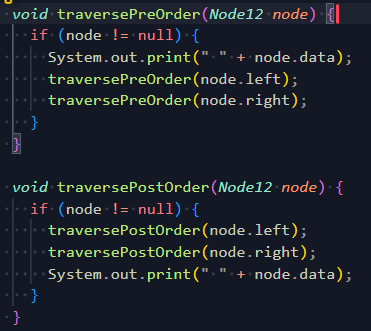 void traversePreOrder(Node12 node) {
if (node != null) {
System.out.print(" " + node.data);
traversePreOrder(node.left);
traversePreOrder(node.right);
}
}
void traversePostOrder(Node12 node) {
if (node != null) {
traversePostOrder(node.left);
traversePostOrder(node.right);
System.out.print(" " + node.data);
}
}